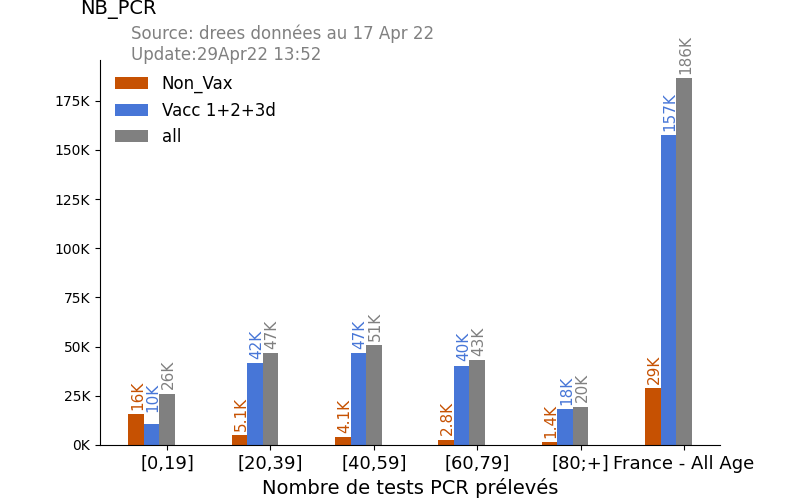 NB_PCR
Source: drees données au 17 Apr 22
Update:29Apr22 13:52
Non_Vax
Vacc 1+2+3d
all
175K
150K
125K
100K
75K
50K
25K
0K
16K
10K
26K
5.1K
42K
47K
4.1K
47K
51K
2.8K
40K
43K
1.4K
18K
20K
29K
157K
186K
[0,19]
[20,39]
[40,59]
[60,79]
[80;+]
France - All Age
Nombre de tests PCR prélevés